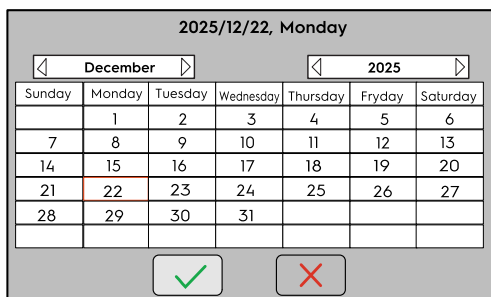 2025/12/22, Monday
December 2025
Sunday Monday Tuesday Wednesday Thursday Fryday Saturday
1 2 3 4 5 6
7 8 9 10 11 12 13
14 15 16 17 18 19 20
21 22 23 24 25 26 27
28 29 30 31